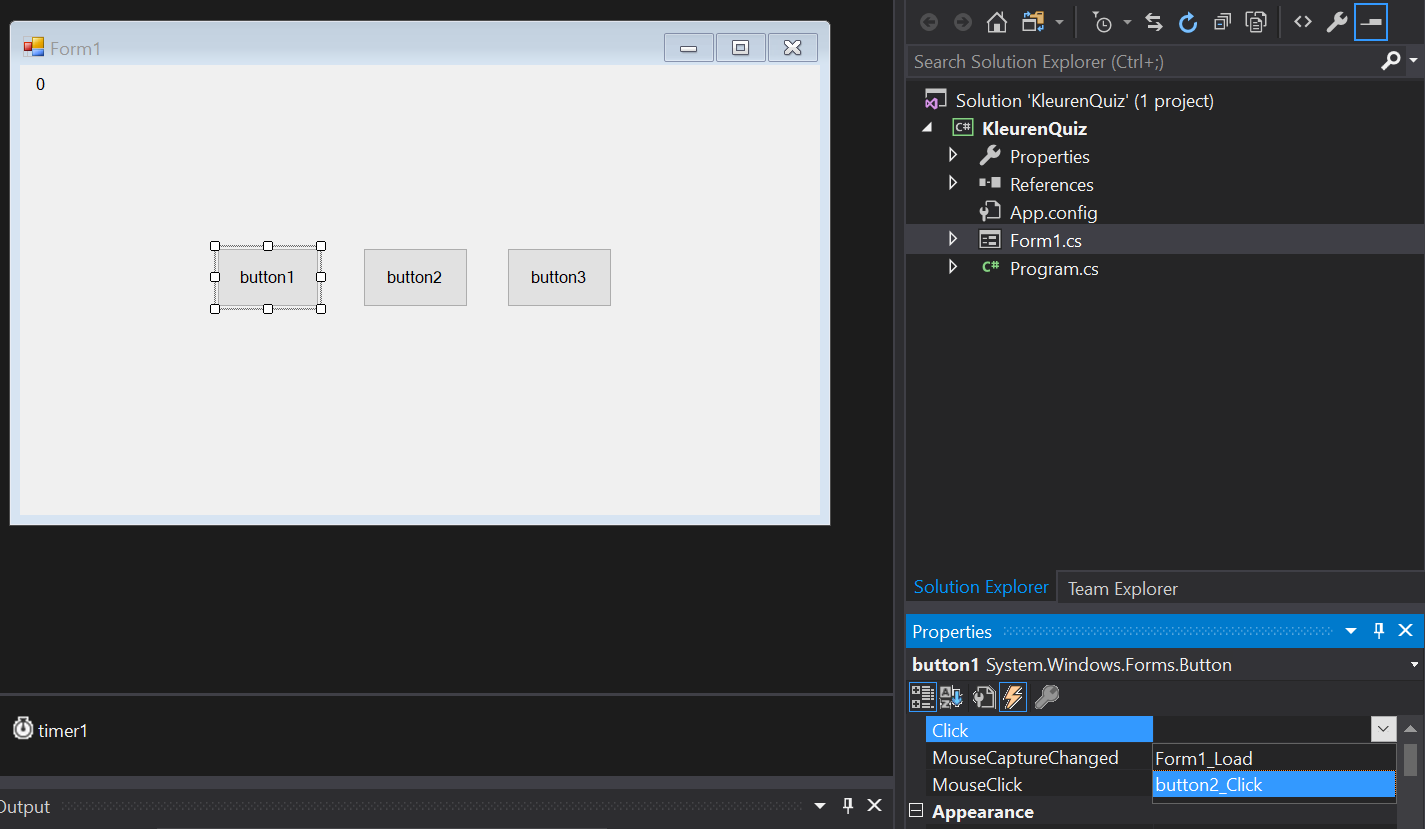 Form1
0
button1
button2
button3
timer1
Output
Search Solution Explorer (Ctrl+;)
Solution 'KleurenQuiz' (1 project)
C# KleurenQuiz
Properties
References
App.config
Form1.cs
C# Program.cs
Solution Explorer
Team Explorer
Properties
button1 System.Windows.Forms.Button
Click
MouseCaptureChanged
Form1_Load
MouseClick
button2_Click
Appearance